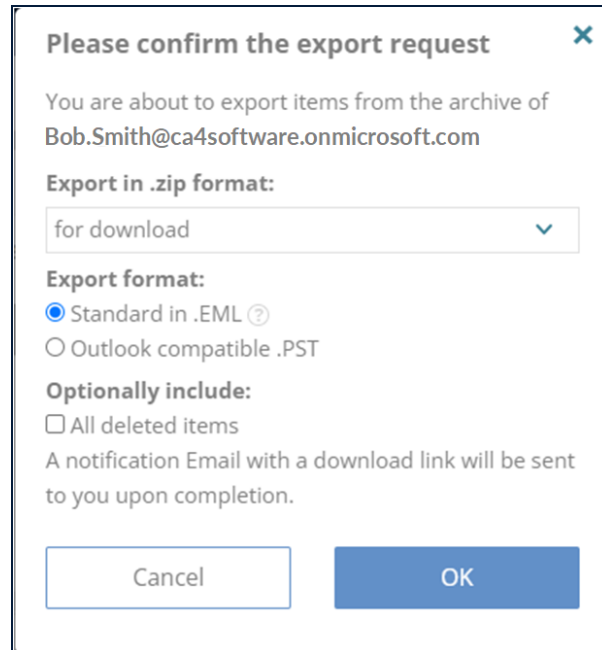 Please confirm the export request
You are about to export items from the archive of
Bob.Smith@ca4software.onmicrosoft.com
Export in .zip format:
for download
Export format:
Standard in .EML ?
Outlook compatible .PST
Optionally include:
All deleted items
A notification Email with a download link will be sent
to you upon completion.
Cancel
OK